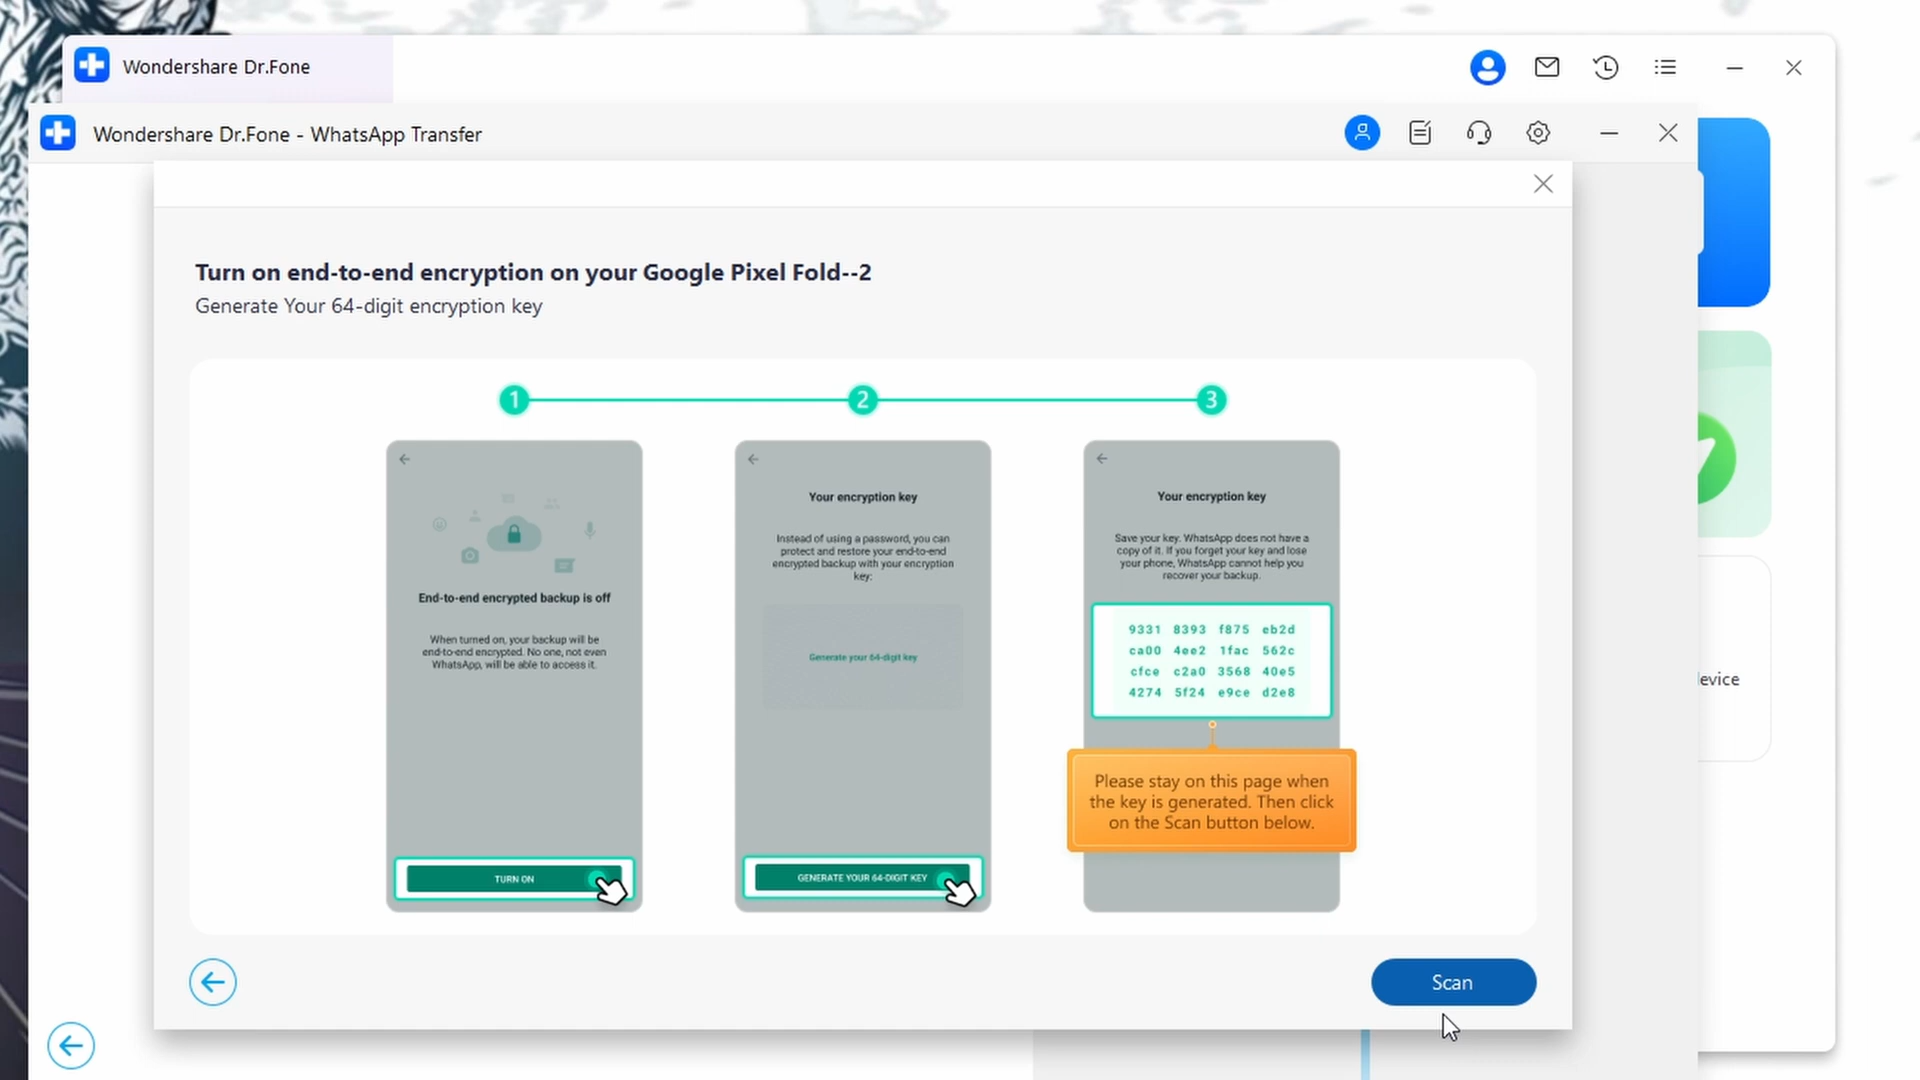 Wondershare Dr.Fone
Wondershare Dr.Fone - WhatsApp Transfer
Turn on end-to-end encryption on your Google Pixel Fold--2
Generate Your 64-digit encryption key
1
2
3
End-to-end encrypted backup is off
When turned on, your backup will be
end-to-end encrypted. No one, not even
WhatsApp, will be able to access it.
TURN ON
Your encryption key
Instead of using a password, you can
protect and restore your end-to-end
encrypted backup with your encryption
key:
Generate your 64-digit key
GENERATE YOUR 64-DIGIT KEY
Your encryption key
Save your key. WhatsApp does not have a
copy of it. If you forget your key and lose
your phone, WhatsApp cannot help you
recover your backup.
9331 8393 f875 eb2d
ca00 4ee2 1fac 562c
cfce c2a0 3568 40e5
4274 5f24 e9ce d2e8
Please stay on this page when
the key is generated. Then click
on the Scan button below.
evice
Scan